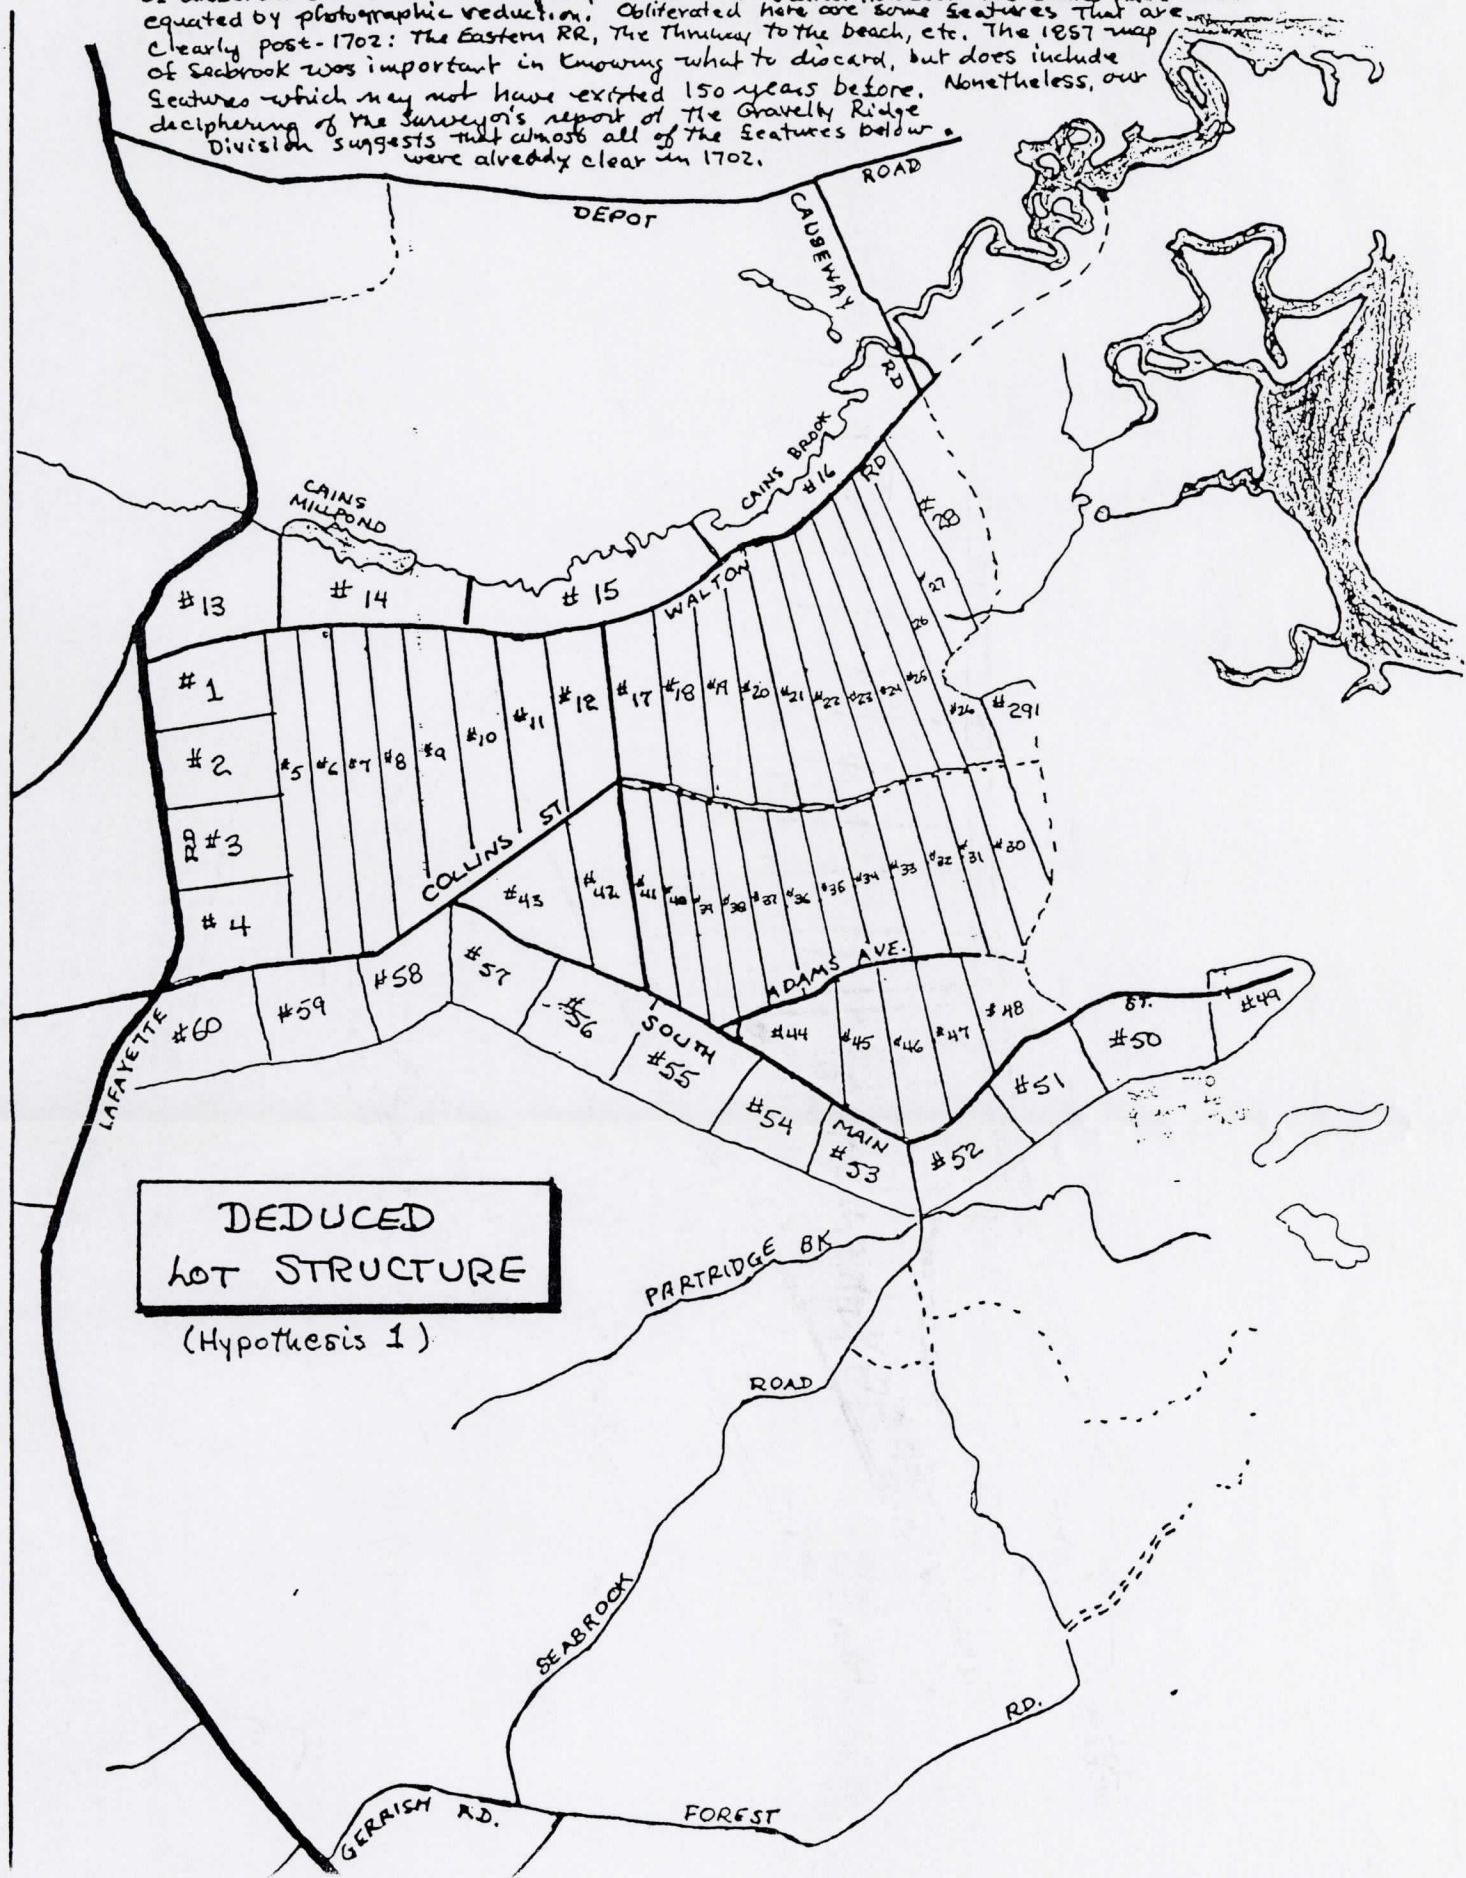 equated by photographic reduction. Obliterated here are some features that are
clearly post-1702: The Eastern RR, The Thruway to the beach, etc. The 1857 map
of Seabrook was important in knowing what to discard, but does include
features which may not have existed 150 years before. Nonetheless, our
deciphering of the surveyor's report of the Gravelly Ridge
Division suggests that almost all of the features below
were already clear in 1702.
ROAD
DEPOT
CAUSEWAY
RD
CAINS BROOK
#16
RD
#28
CAINS
MILLPOND
#13
#14
#15
WALTON
27
26
#1
#2
RD #3
#4
#5
#6
#7
#8
#9
#10
#11
#12
#17
#18
#19
#20
#21
#22
#23
#24
#25
#26
#29
COLLINS ST
#43
#42
#41
#40
#39
#38
#37
#36
#35
#34
#33
#32
#31
#30
ADAMS AVE.
#60
#59
#58
#57
#56
SOUTH
#55
#44
#45
#46
#47
#48
ST.
#49
#50
#51
#54
MAIN
#53
#52
LAFAYETTE
DEDUCED
LOT STRUCTURE
(Hypothesis 1)
PARTRIDGE BK
ROAD
SEABROOK
RD.
GERRISH RD.
FOREST